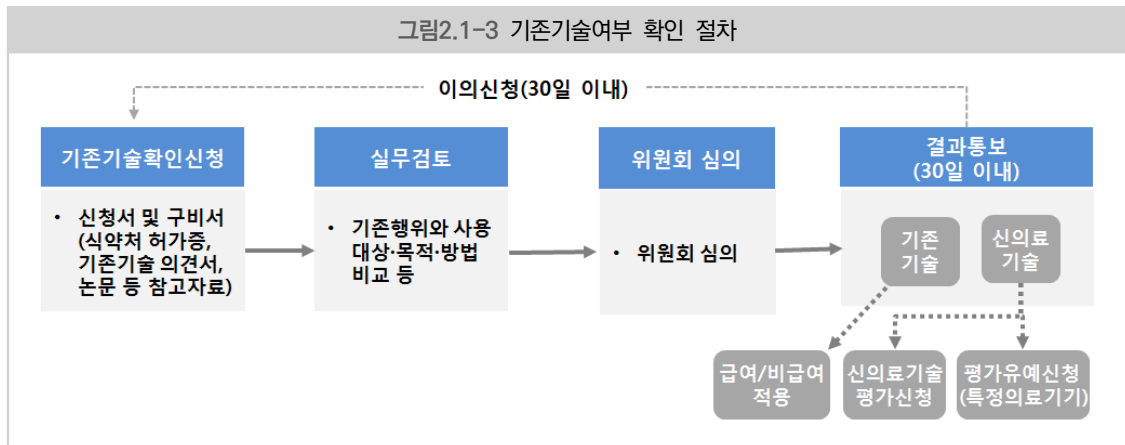 그림2.1-3 기존기술여부 확인 절차
이의신청(30일 이내)
기존기술확인신청
• 신청서 및 구비서
(식약처 허가증,
기존기술 의견서,
논문 등 참고자료)
실무검토
• 기존행위와 사용
대상·목적·방법
비교 등
위원회 심의
• 위원회 심의
결과통보
(30일 이내)
기존
기술
신의료
기술
급여/비급여
적용
신의료기술
평가신청
평가유예신청
(특정의료기기)